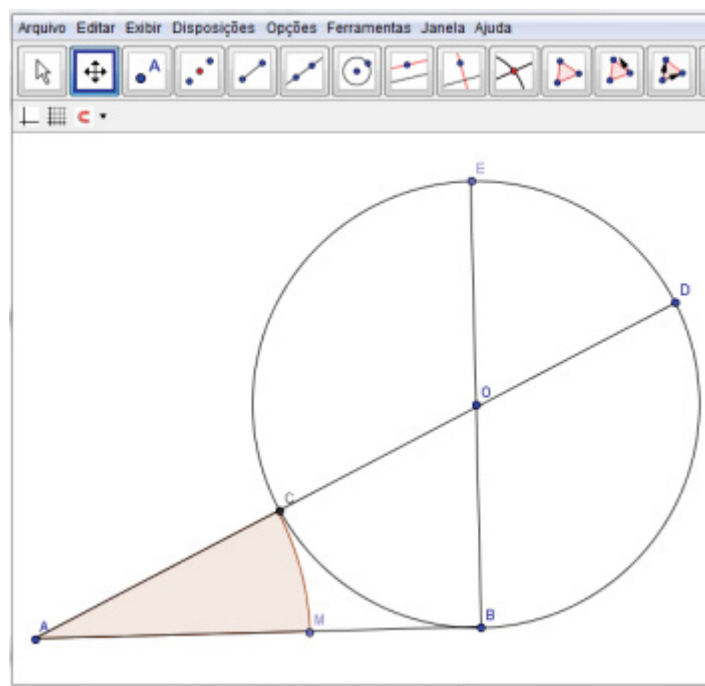 Arquivo Editar Exibir Disposições Opções Ferramentas Janela Ajuda
A
E
D
O
C
A
M
B